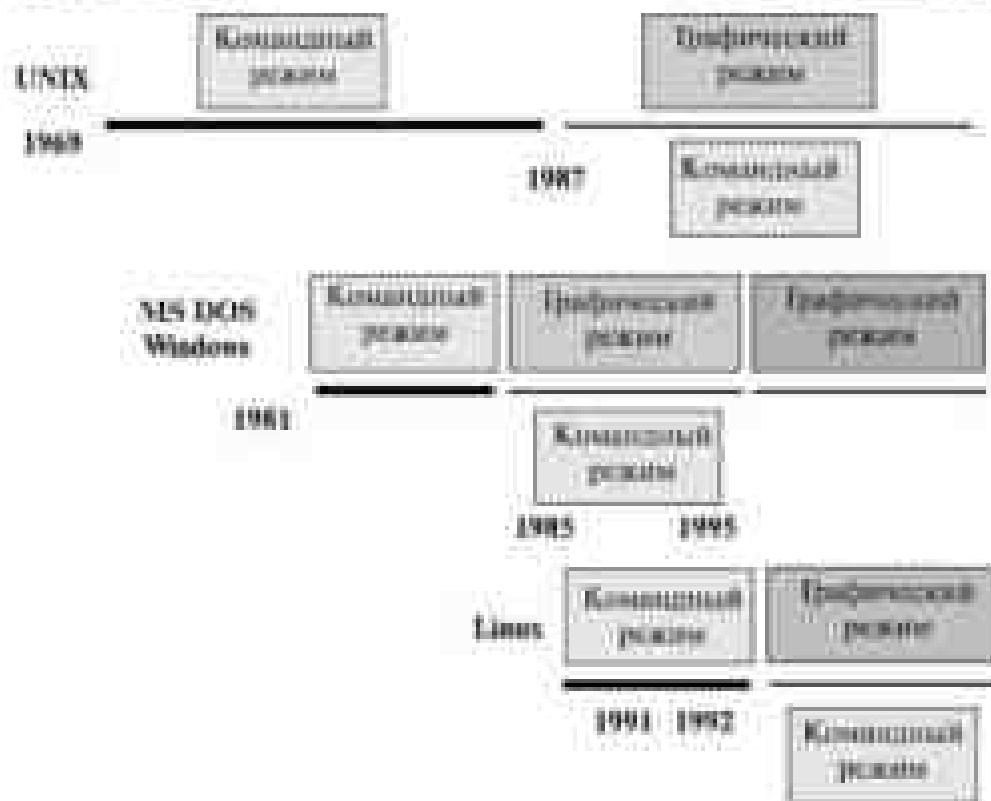 Командный
режим
Графический
режим
UNIX
1969
1987
Командный
режим
MS DOS
Windows
Командный
режим
Графический
режим
Графический
режим
1981
Командный
режим
1985
1995
Linux
Командный
режим
Графический
режим
1991
1992
Командный
режим